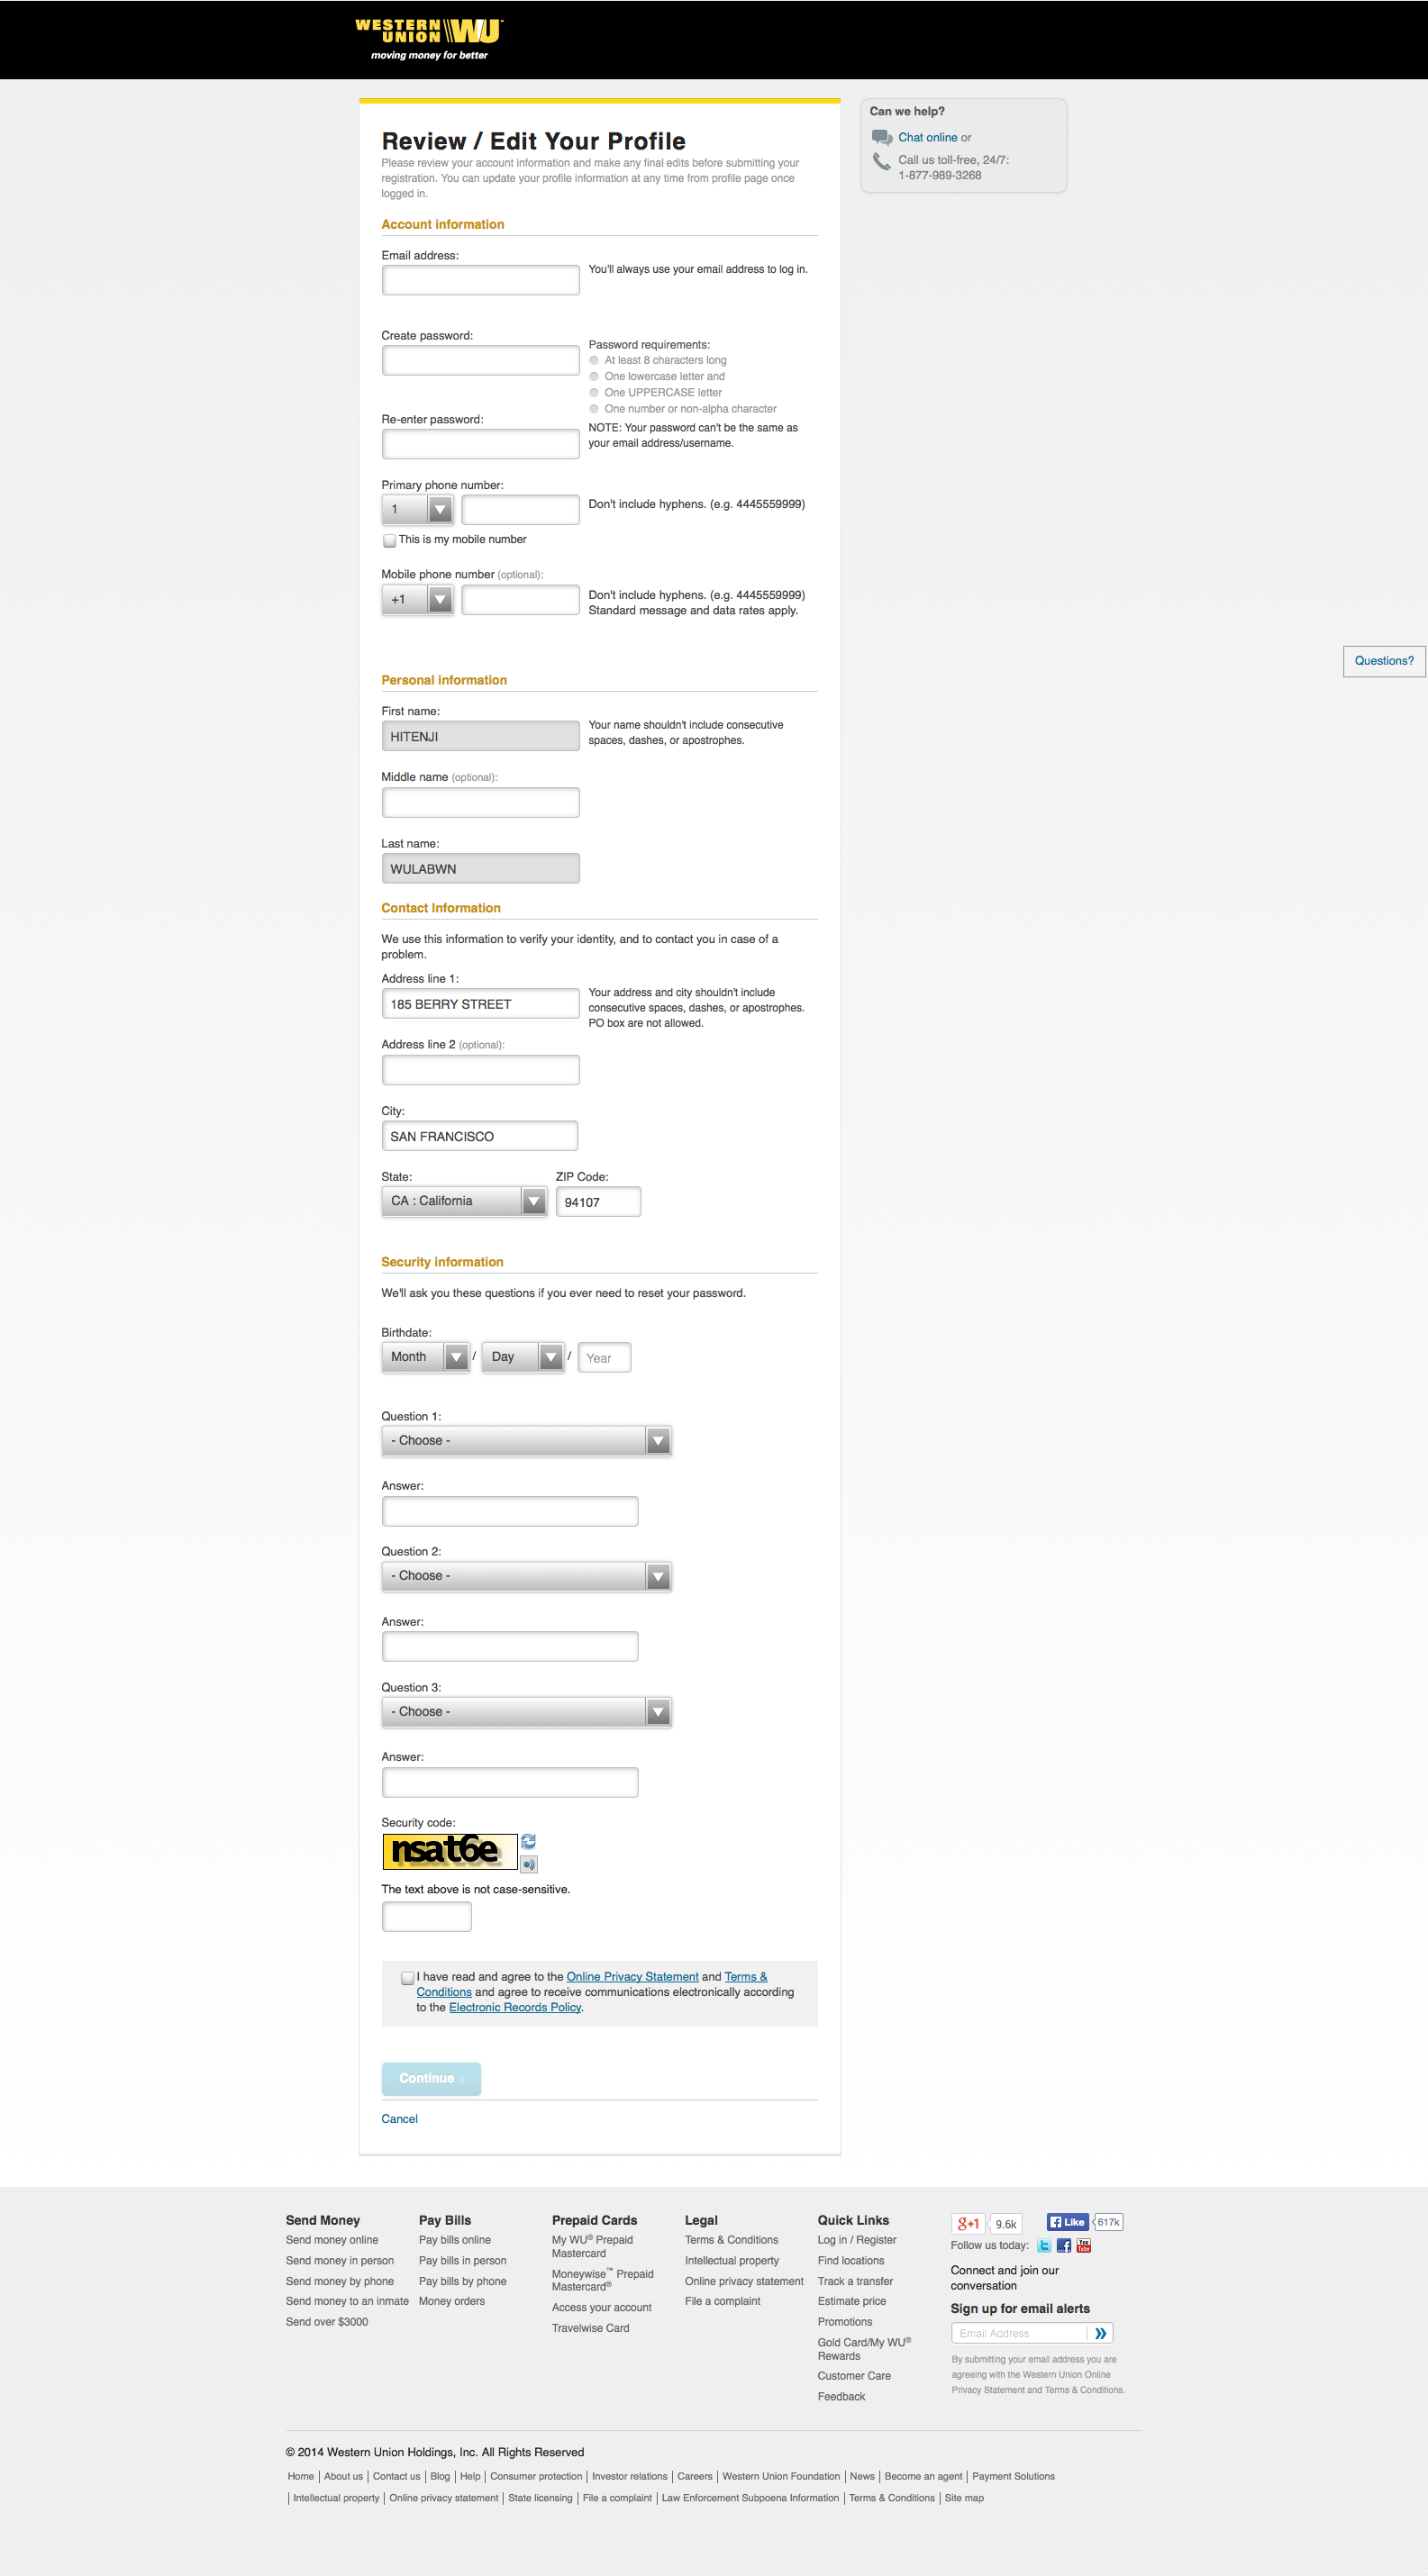 WESTERN
UNION WU
moving money for better
Can we help?
Chat online or
Call us toll-free, 24/7:
1-877-989-3268
Review / Edit Your Profile
Please review your account information and make any final edits before submitting your
registration. You can update your profile information at any time from profile page once
logged in.
Account information
Email address:
You'll always use your email address to log in.
Create password:
Password requirements:
At least 8 characters long
One lowercase letter and
One UPPERCASE letter
One number or non-alpha character
Re-enter password:
NOTE: Your password can't be the same as
your email address/username.
Primary phone number:
1
Don't include hyphens. (e.g. 4445559999)
This is my mobile number
Mobile phone number (optional):
+1
Don't include hyphens. (e.g. 4445559999)
Standard message and data rates apply.
Questions?
Personal information
First name:
HITENJI
Your name shouldn't include consecutive
spaces, dashes, or apostrophes.
Middle name (optional):
Last name:
WULABWN
Contact Information
We use this information to verify your identity, and to contact you in case of a
problem.
Address line 1:
185 BERRY STREET
Your address and city shouldn't include
consecutive spaces, dashes, or apostrophes.
PO box are not allowed.
Address line 2 (optional):
City:
SAN FRANCISCO
State: ZIP Code:
CA : California 94107
Security information
We'll ask you these questions if you ever need to reset your password.
Birthdate:
Month / Day / Year
Question 1:
- Choose -
Answer:
Question 2:
- Choose -
Answer:
Question 3:
- Choose -
Answer:
Security code:
nsat6e
The text above is not case-sensitive.
I have read and agree to the Online Privacy Statement and Terms &
Conditions and agree to receive communications electronically according
to the Electronic Records Policy.
Continue »
Cancel
Send Money
Send money online
Send money in person
Send money by phone
Send money to an inmate
Send over $3000
Pay Bills
Pay bills online
Pay bills in person
Pay bills by phone
Money orders
Prepaid Cards
My WU® Prepaid
Mastercard
Moneywise™ Prepaid
Mastercard®
Access your account
Travelwise Card
Legal
Terms & Conditions
Intellectual property
Online privacy statement
File a complaint
Quick Links
Log in / Register
Find locations
Track a transfer
Estimate price
Promotions
Gold Card/My WU®
Rewards
Customer Care
Feedback
g+1 9.6k Like 617k
Follow us today:
Connect and join our
conversation
Sign up for email alerts
Email Address »
By submitting your email address you are
agreeing with the Western Union Online
Privacy Statement and Terms & Conditions.
© 2014 Western Union Holdings, Inc. All Rights Reserved
Home | About us | Contact us | Blog | Help | Consumer protection | Investor relations | Careers | Western Union Foundation | News | Become an agent | Payment Solutions
| Intellectual property | Online privacy statement | State licensing | File a complaint | Law Enforcement Subpoena Information | Terms & Conditions | Site map